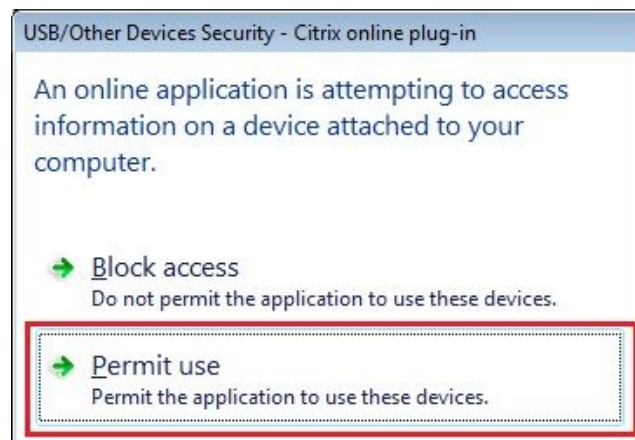 USB/Other Devices Security - Citrix online plug-in
An online application is attempting to access
information on a device attached to your
computer.
Block access
Do not permit the application to use these devices.
Permit use
Permit the application to use these devices.